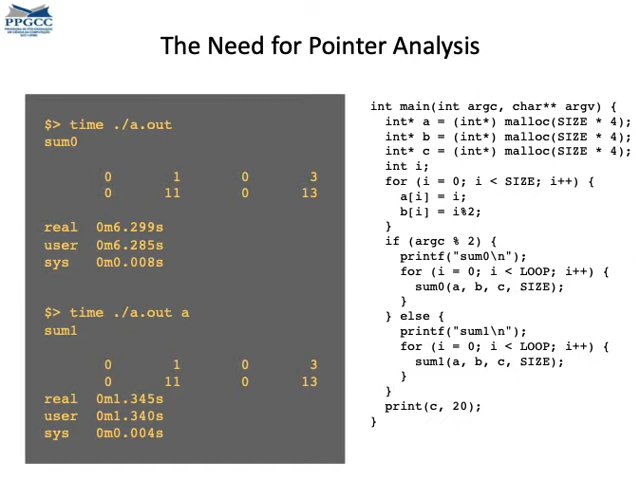 PPGCC
The Need for Pointer Analysis
$> time ./a.out
sum0
0 1 0 3
0 11 0 13
real 0m6.299s
user 0m6.285s
sys 0m0.008s
$> time ./a.out a
sum1
0 1 0 3
0 11 0 13
real 0m1.345s
user 0m1.340s
sys 0m0.004s
int main(int argc, char** argv) {
int* a = (int*) malloc(SIZE * 4);
int* b = (int*) malloc(SIZE * 4);
int* c = (int*) malloc(SIZE * 4);
int i;
for (i = 0; i < SIZE; i++) {
a[i] = i;
b[i] = i%2;
}
if (argc % 2) {
printf("sum0\n");
for (i = 0; i < LOOP; i++) {
sum0(a, b, c, SIZE);
}
} else {
printf("sum1\n");
for (i = 0; i < LOOP; i++) {
sum1(a, b, c, SIZE);
}
}
print(c, 20);
}